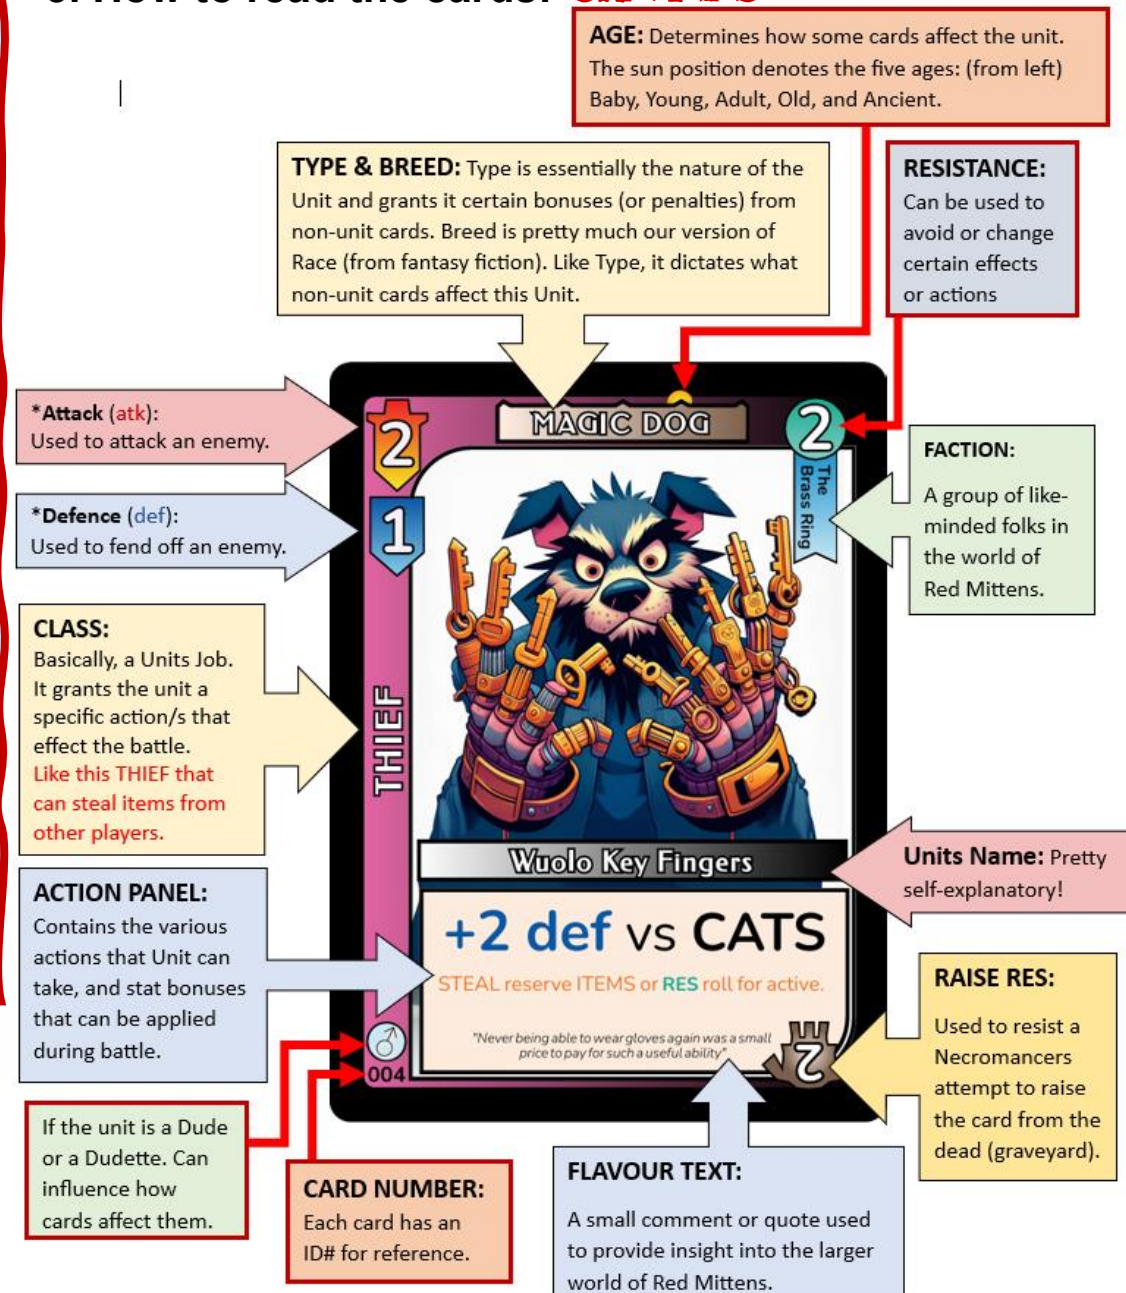 AGE: Determines how some cards affect the unit.
The sun position denotes the five ages: (from left)
Baby, Young, Adult, Old, and Ancient.
TYPE & BREED: Type is essentially the nature of the
Unit and grants it certain bonuses (or penalties) from
non-unit cards. Breed is pretty much our version of
Race (from fantasy fiction). Like Type, it dictates what
non-unit cards affect this Unit.
RESISTANCE:
Can be used to
avoid or change
certain effects
or actions
*Attack (atk):
Used to attack an enemy.
*Defence (def):
Used to fend off an enemy.
2
1
MAGIC DOG
2
The
Brass Ring
FACTION:
A group of like-
minded folks in
the world of
Red Mittens.
CLASS:
Basically, a Units Job.
It grants the unit a
specific action/s that
effect the battle.
Like this THIEF that
can steal items from
other players.
THIEF
Wuolo Key Fingers
Units Name: Pretty
self-explanatory!
ACTION PANEL:
Contains the various
actions that Unit can
take, and stat bonuses
that can be applied
during battle.
+2 def vs CATS
STEAL reserve ITEMS or RES roll for active.
"Never being able to wear gloves again was a small
price to pay for such a useful ability"
2
004
RAISE RES:
Used to resist a
Necromancers
attempt to raise
the card from the
dead (graveyard).
If the unit is a Dude
or a Dudette. Can
influence how
cards affect them.
CARD NUMBER:
Each card has an
ID# for reference.
FLAVOUR TEXT:
A small comment or quote used
to provide insight into the larger
world of Red Mittens.